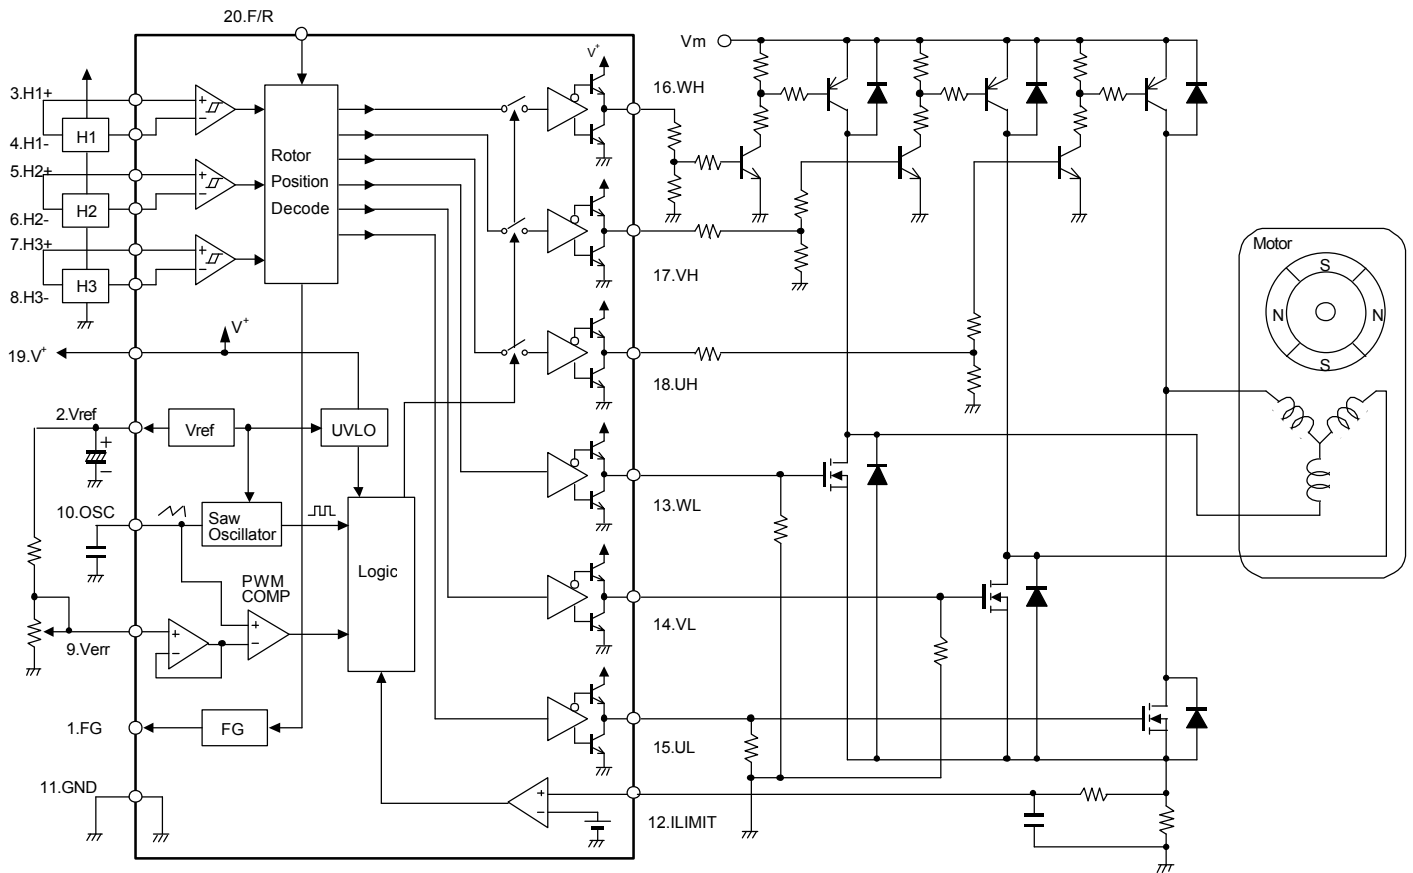 20.F/R
V+
Vm
16.WH
3.H1+
4.H1-
H1
5.H2+
6.H2-
H2
7.H3+
8.H3-
H3
+
−
+
−
+
−
Rotor
Position
Decode
17.VH
18.UH
Motor
S
N
N
S
V+
19.V+
2.Vref
+
−
Vref
UVLO
10.OSC
Saw
Oscillator
13.WL
Logic
PWM
COMP
+
−
+
−
9.Verr
14.VL
1.FG
FG
15.UL
11.GND
+
−
12.ILIMIT